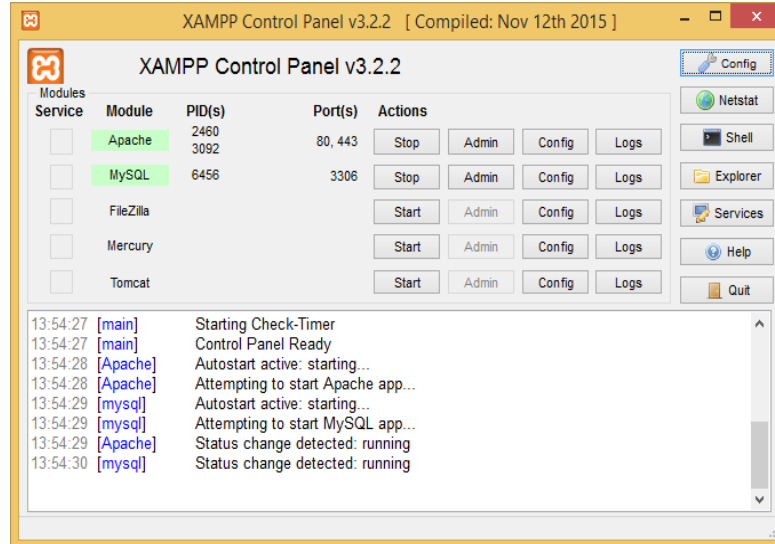 XAMPP Control Panel v3.2.2 [ Compiled: Nov 12th 2015 ]
XAMPP Control Panel v3.2.2
Config
Modules
Service Module PID(s) Port(s) Actions
Netstat
Apache 2460 3092 80, 443 Stop Admin Config Logs
Shell
MySQL 6456 3306 Stop Admin Config Logs
Explorer
FileZilla Start Admin Config Logs
Services
Mercury Start Admin Config Logs
Help
Tomcat Start Admin Config Logs
Quit
13:54:27 [main] Starting Check-Timer
13:54:27 [main] Control Panel Ready
13:54:28 [Apache] Autostart active: starting...
13:54:28 [Apache] Attempting to start Apache app...
13:54:29 [mysql] Autostart active: starting...
13:54:29 [mysql] Attempting to start MySQL app...
13:54:29 [Apache] Status change detected: running
13:54:30 [mysql] Status change detected: running